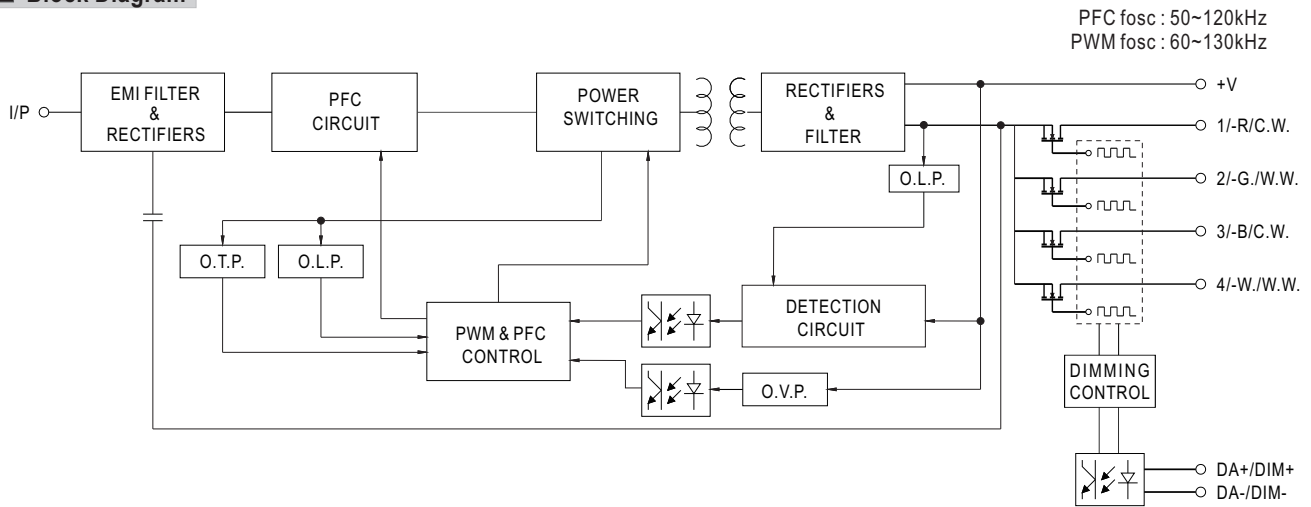 Block Diagram
PFC fosc : 50~120kHz
PWM fosc : 60~130kHz
I/P
EMI FILTER
&
RECTIFIERS
PFC
CIRCUIT
POWER
SWITCHING
RECTIFIERS
&
FILTER
+V
1/-R/C.W.
2/-G./W.W.
3/-B/C.W.
4/-W./W.W.
O.L.P.
O.T.P.
O.L.P.
PWM & PFC
CONTROL
DETECTION
CIRCUIT
O.V.P.
DIMMING
CONTROL
DA+/DIM+
DA-/DIM-